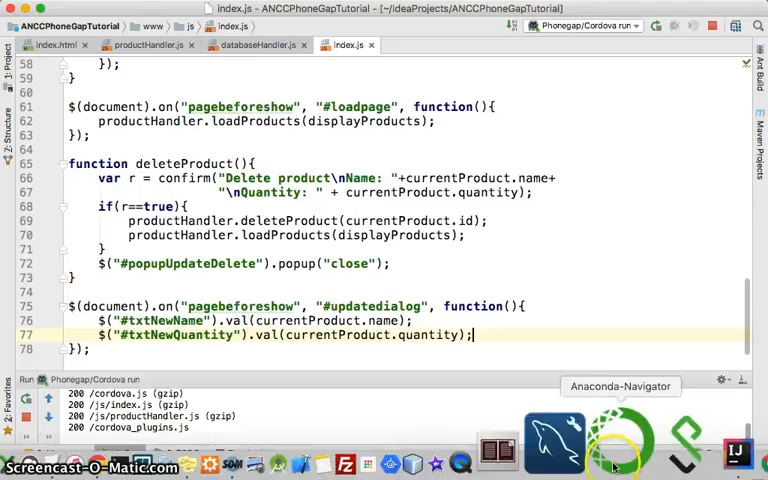 index.js - ANCCPhoneGapTutorial - [~/IdeaProjects/ANCCPhoneGapTutorial]
ANCCPhoneGapTutorial www js index.js Phonegap/Cordova run
index.html productHandler.js databaseHandler.js index.js
58 });
59 }
60
61 $(document).on("pagebeforeshow", "#loadpage", function(){
62 productHandler.loadProducts(displayProducts);
63 });
64
65 function deleteProduct(){
66 var r = confirm("Delete product\nName: "+currentProduct.name+
67 "\nQuantity: " + currentProduct.quantity);
68 if(r==true){
69 productHandler.deleteProduct(currentProduct.id);
70 productHandler.loadProducts(displayProducts);
71 }
72 $("#popupUpdateDelete").popup("close");
73 }
74
75 $(document).on("pagebeforeshow", "#updatedialog", function(){
76 $("#txtNewName").val(currentProduct.name);
77 $("#txtNewQuantity").val(currentProduct.quantity);
78 });
1: Project
7: Structure
2: Favorites
Ant Build
Maven Projects
Run Phonegap/Cordova run
200 /cordova.js (gzip)
200 /js/index.js (gzip)
200 /js/productHandler.js (gzip)
200 /cordova_plugins.js
Anaconda-Navigator
IJ
SQM
Fz
Screencast-O-Matic.com